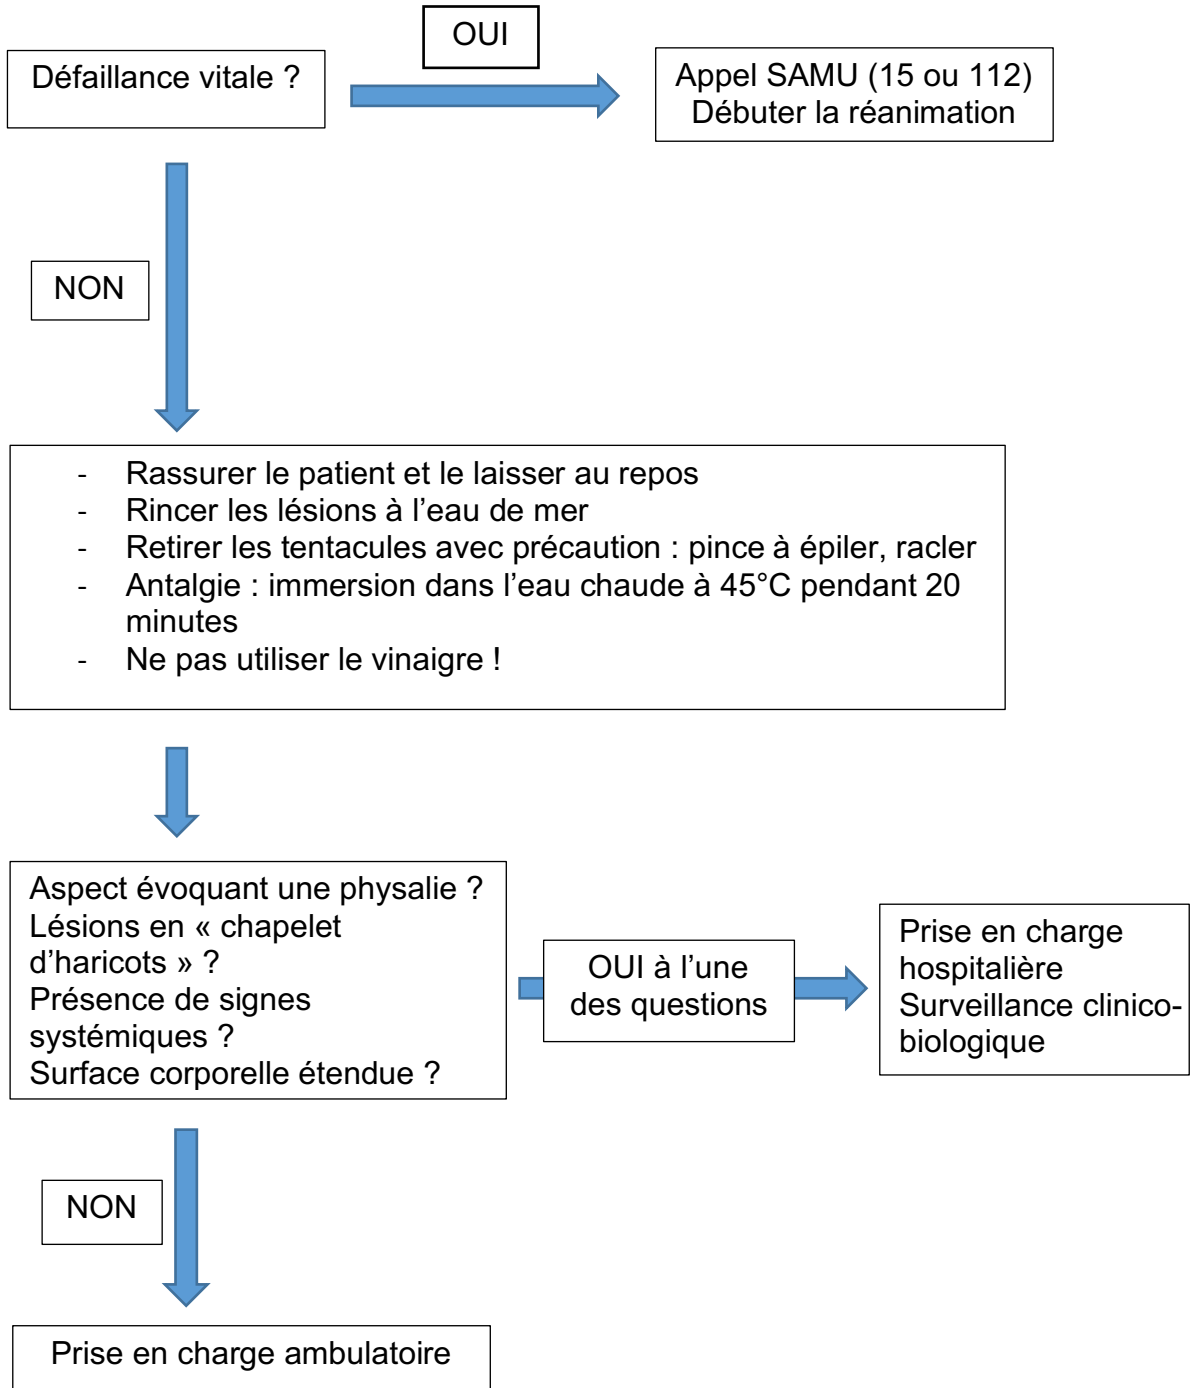 OUI
Défaillance vitale ?
Appel SAMU (15 ou 112)
Débuter la réanimation
NON
- Rassurer le patient et le laisser au repos
- Rincer les lésions à l’eau de mer
- Retirer les tentacules avec précaution : pince à épiler, racler
- Antalgie : immersion dans l’eau chaude à 45°C pendant 20
minutes
- Ne pas utiliser le vinaigre !
Aspect évoquant une physalie ?
Lésions en « chapelet
d’haricots » ?
Présence de signes
systémiques ?
Surface corporelle étendue ?
OUI à l’une
des questions
Prise en charge
hospitalière
Surveillance clinico-
biologique
NON
Prise en charge ambulatoire